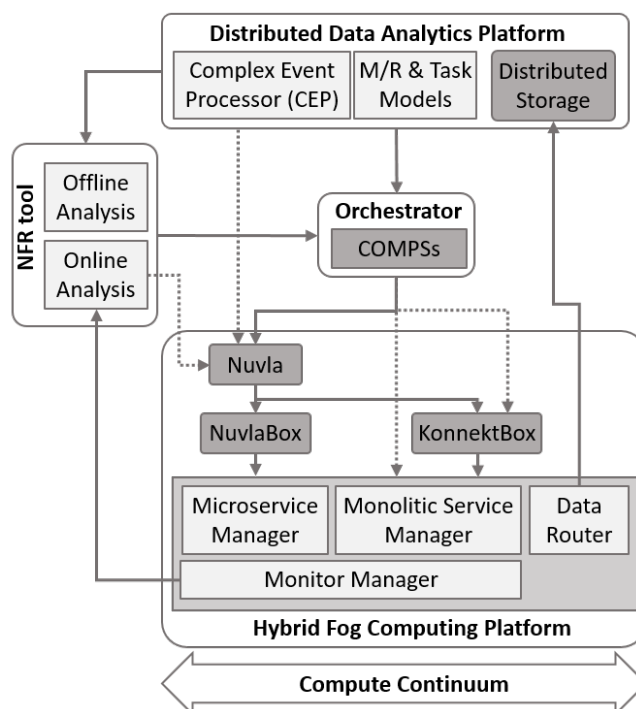 Distributed Data Analytics Platform
Complex Event
Processor (CEP)
M/R & Task
Models
Distributed
Storage
NFR tool
Offline
Analysis
Online
Analysis
Orchestrator
COMPSs
Nuvla
NuvlaBox
KonnektBox
Microservice
Manager
Monolitic Service
Manager
Data
Router
Monitor Manager
Hybrid Fog Computing Platform
Compute Continuum